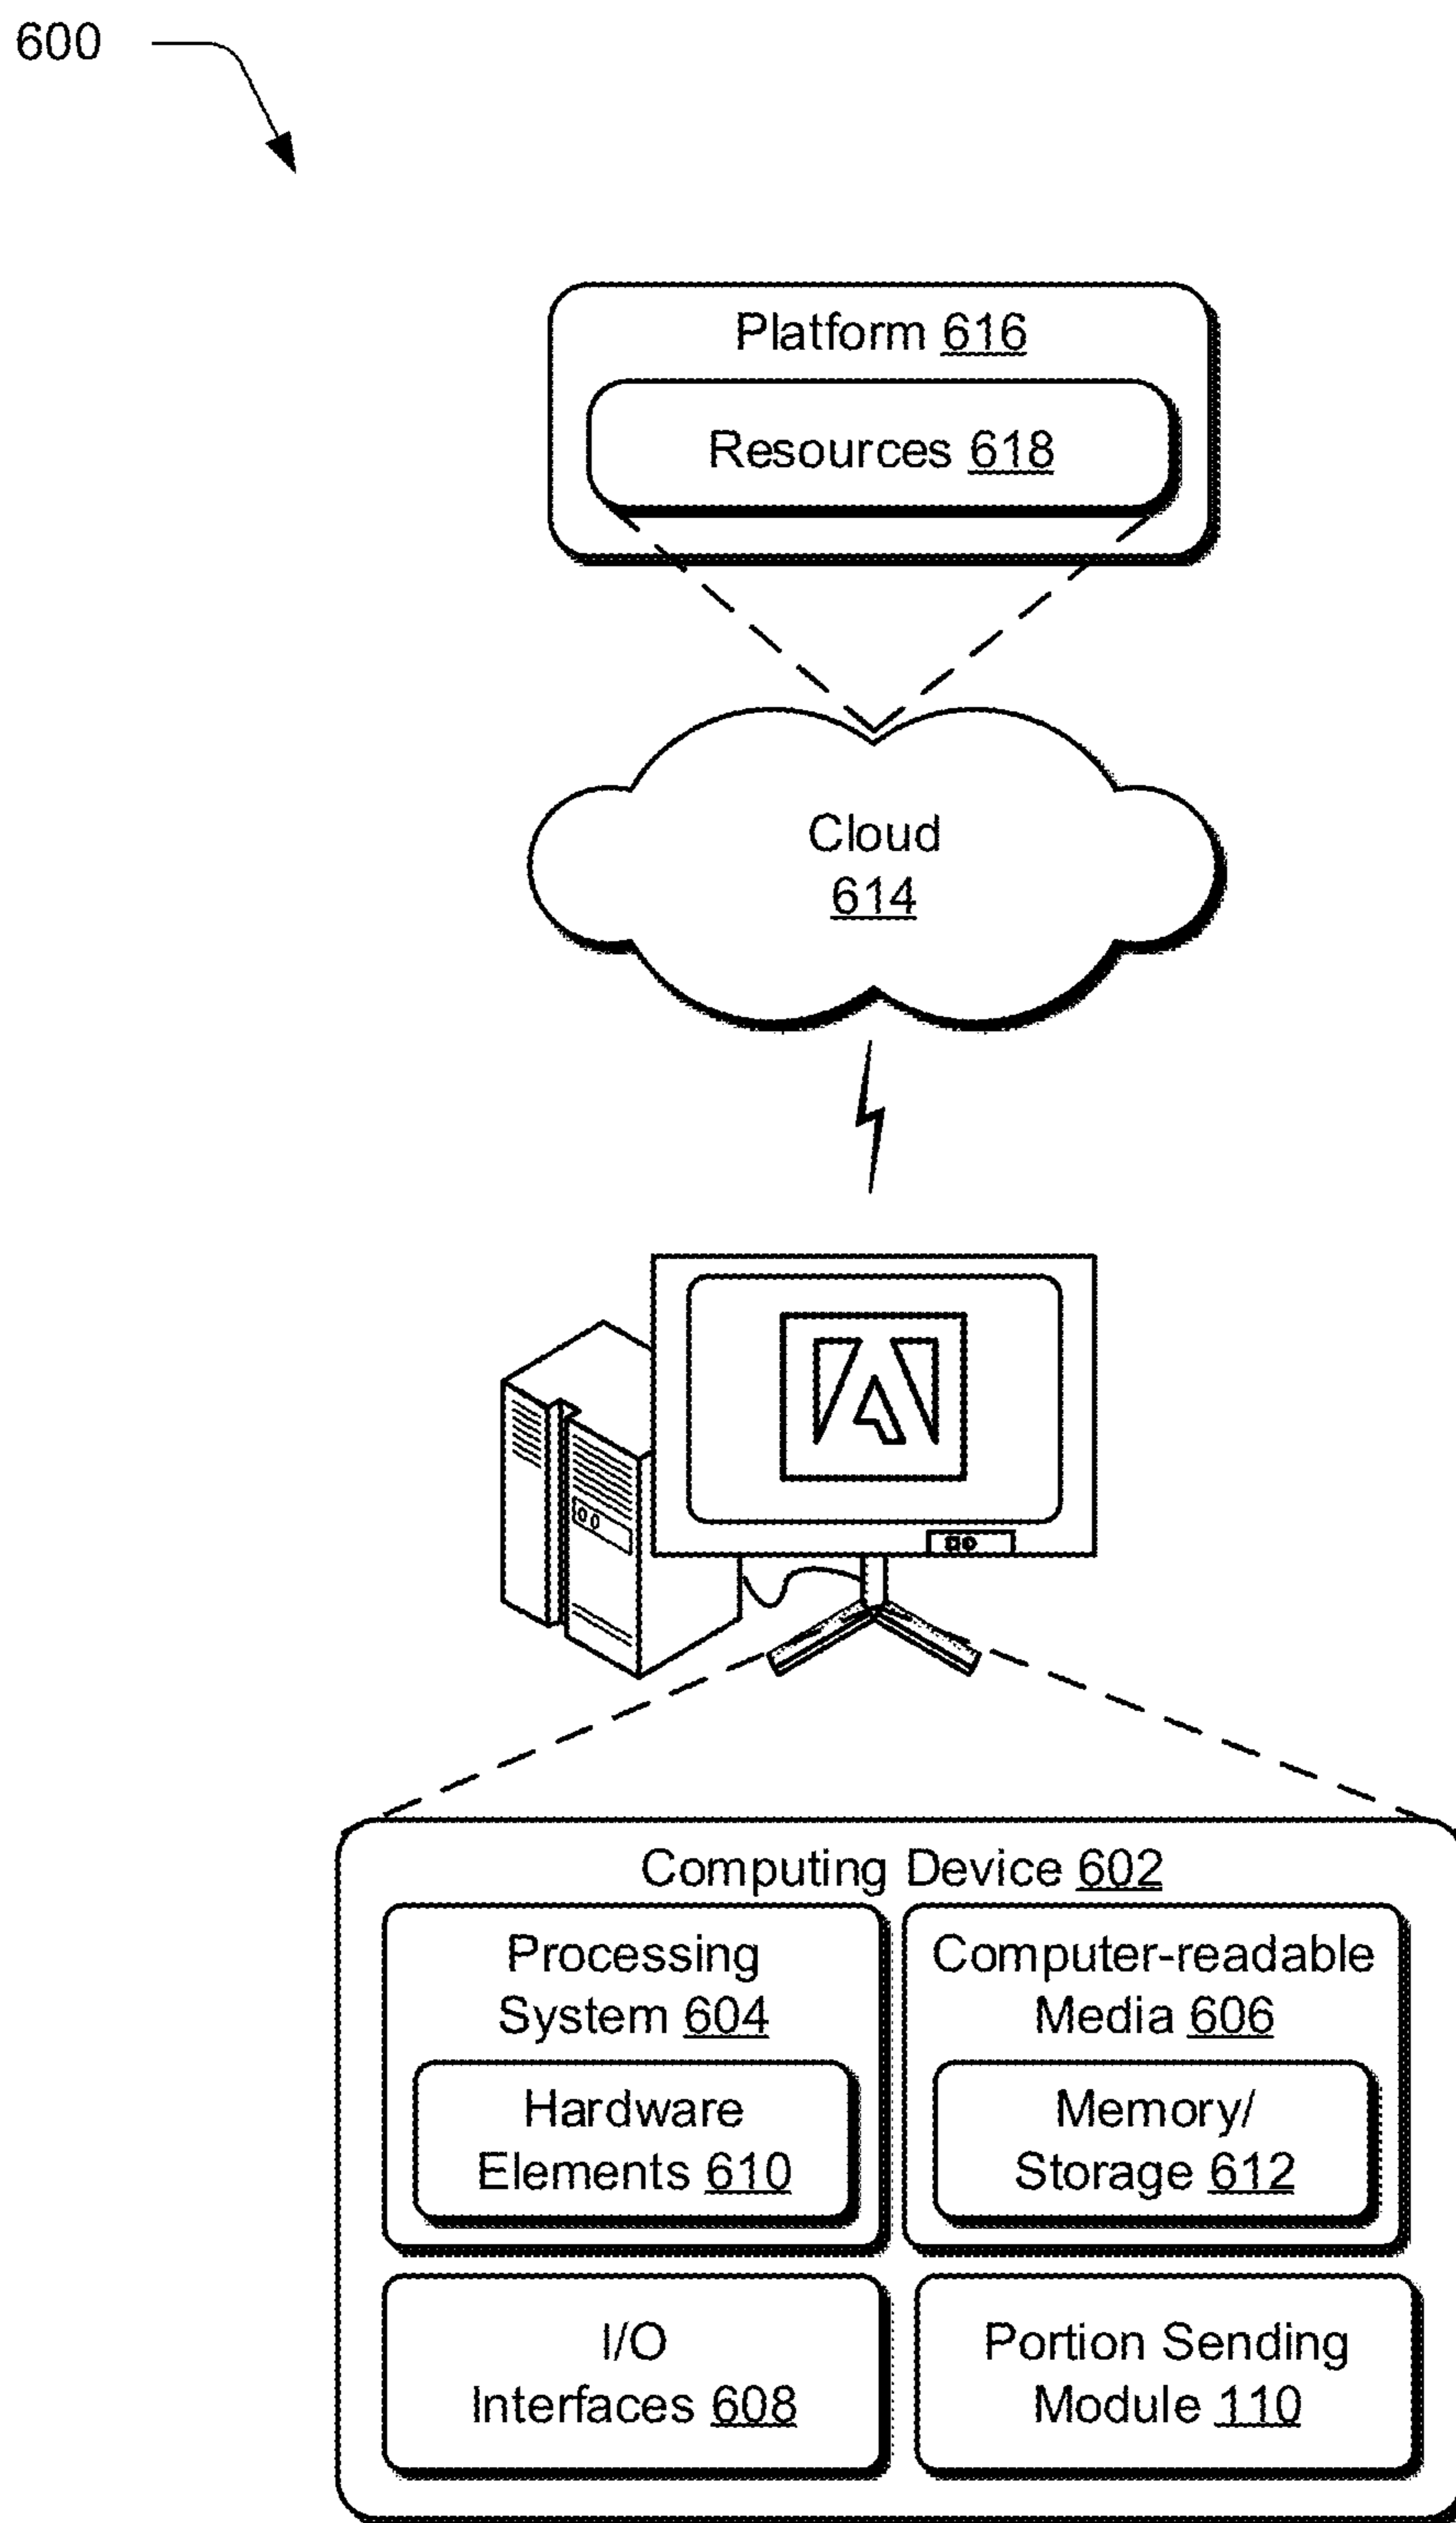 600
Platform 616
Resources 618
Cloud
614
Computing Device 602
Processing
System 604
Hardware
Elements 610
Computer-readable
Media 606
Memory/
Storage 612
I/O
Interfaces 608
Portion Sending
Module 110